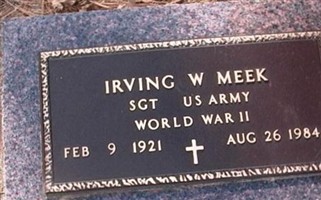 IRVING W MEEK
SGT US ARMY
WORLD WAR II
FEB 9 1921 AUG 26 1984